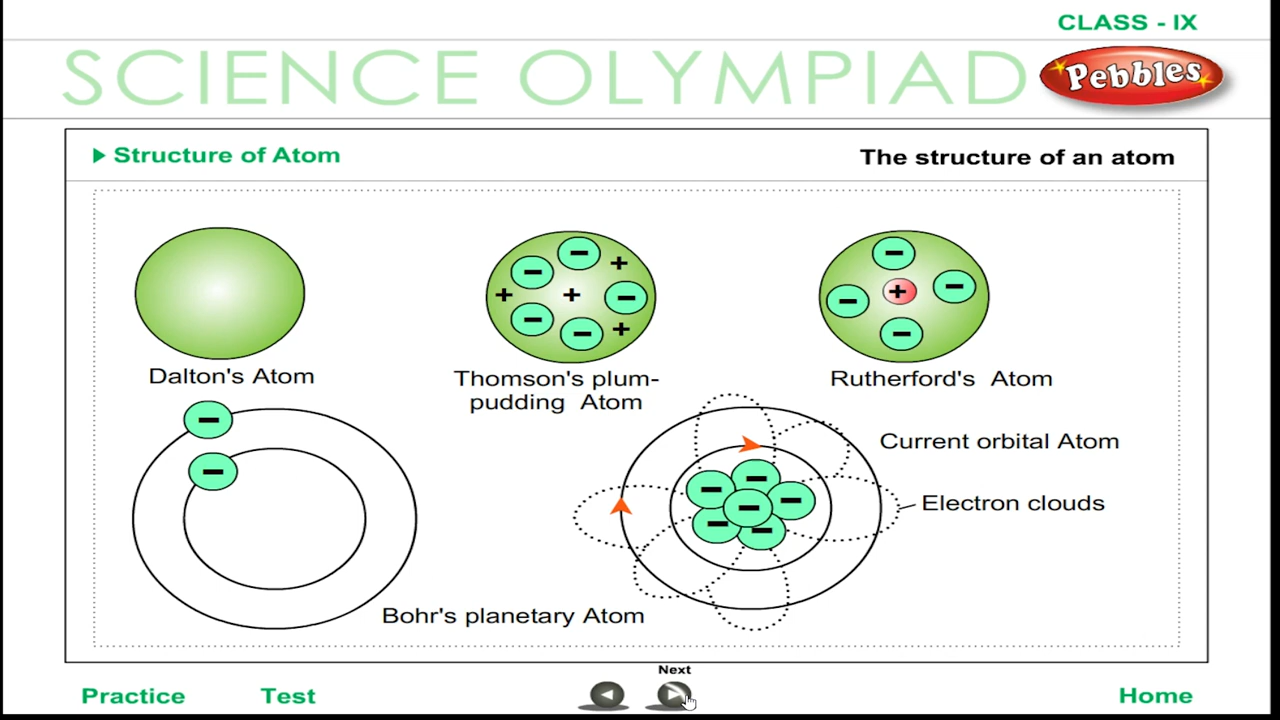 CLASS - IX
SCIENCE OLYMPIAD
Pebbles
Structure of Atom
The structure of an atom
− − + − + + − − − +
− + − − −
Dalton's Atom
Thomson's plum-
pudding Atom
Rutherford's  Atom
−
−
Current orbital Atom
− − − − − −
Electron clouds
Bohr's planetary Atom
Next
Practice
Test
Home